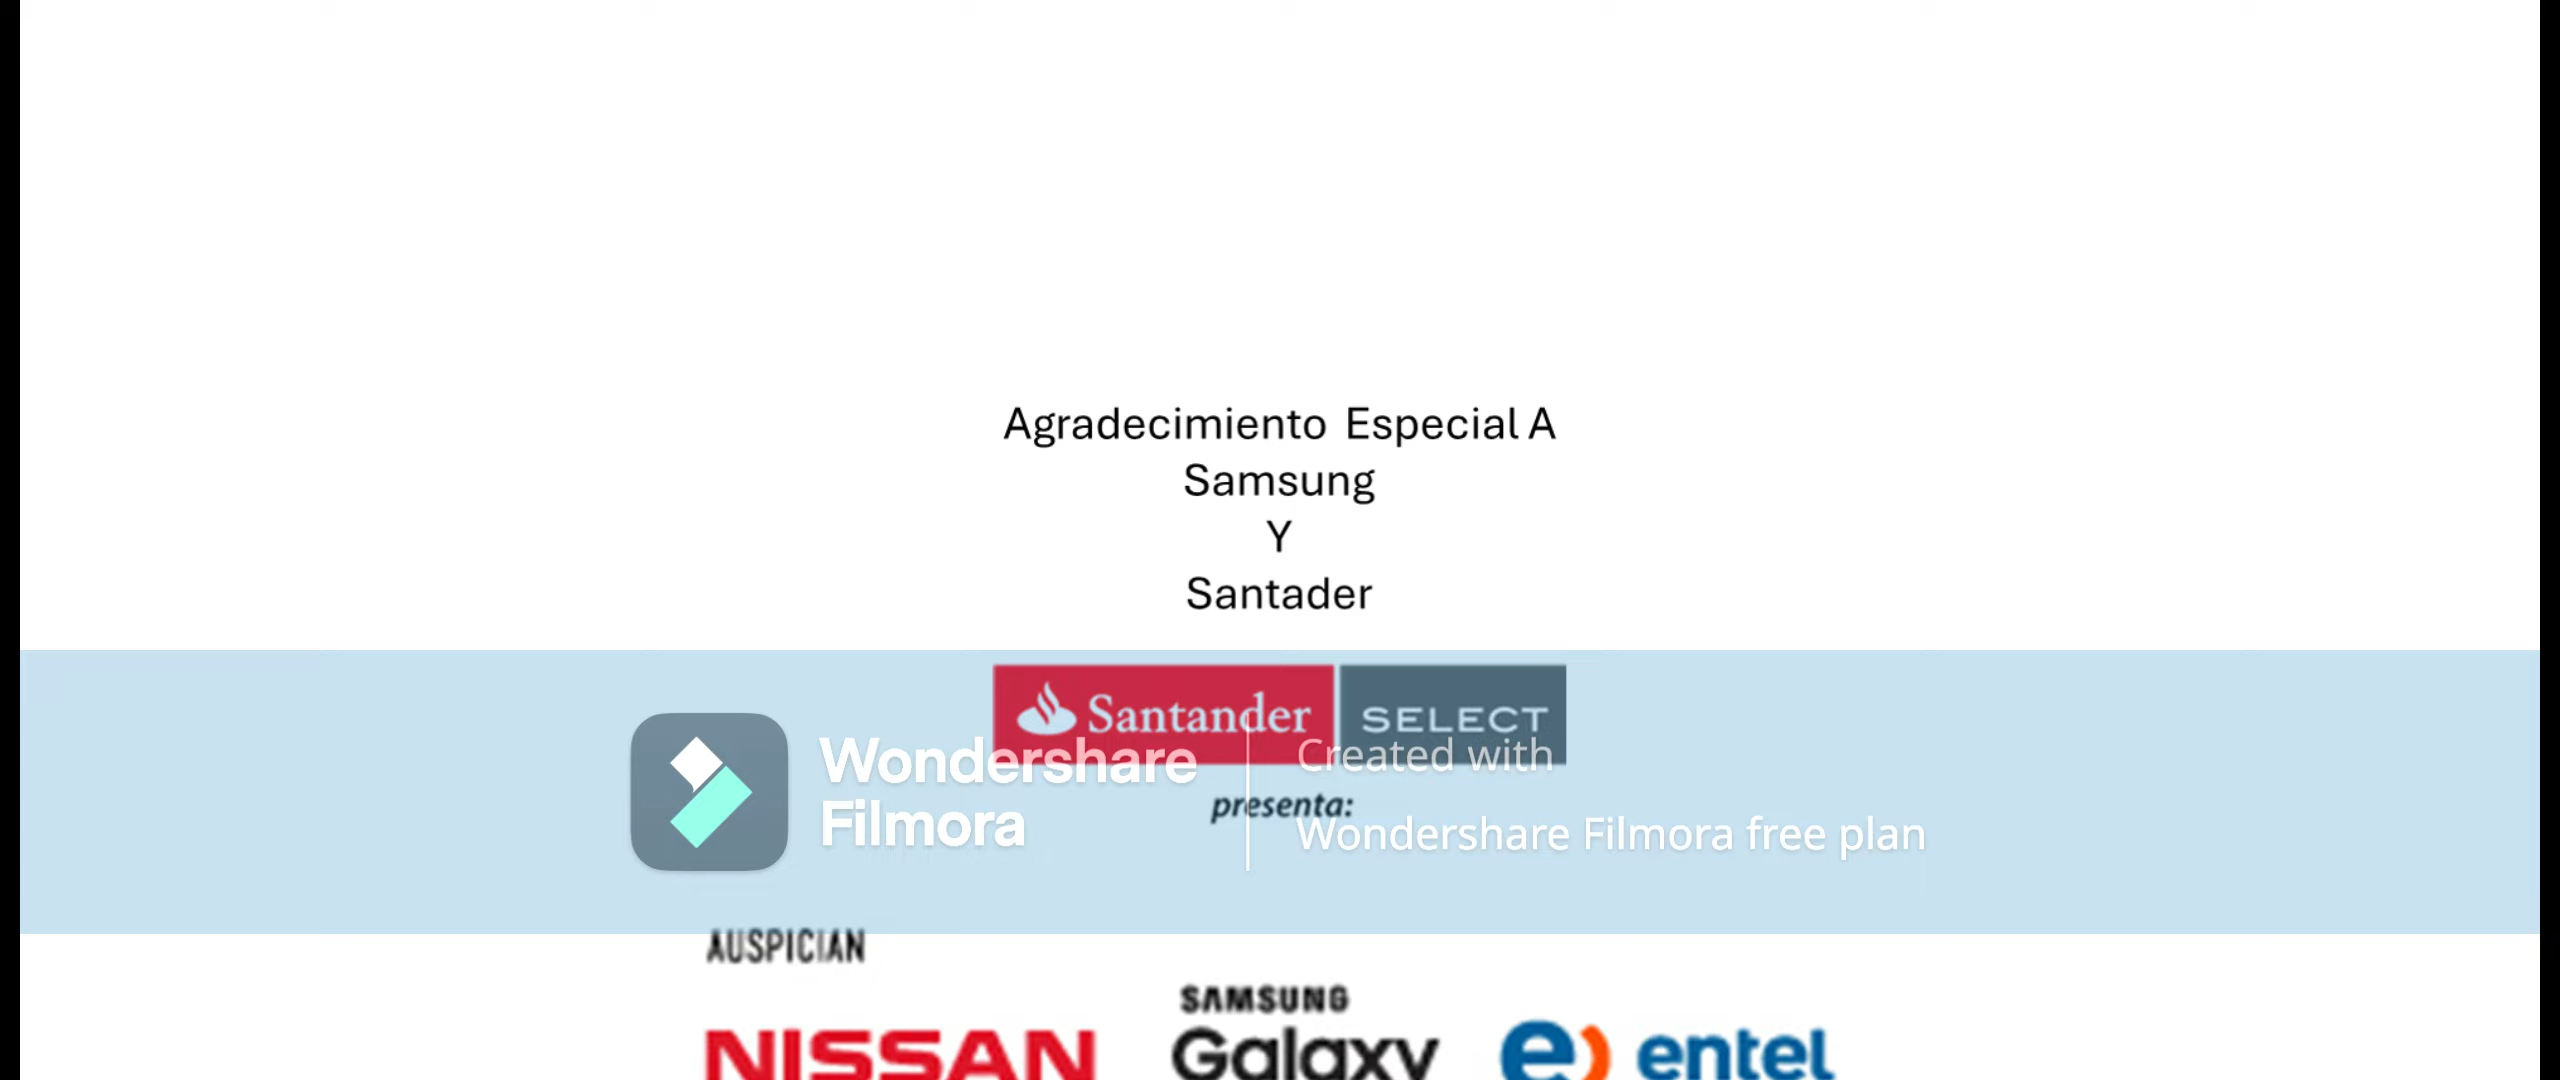 Agradecimiento Especial A
Samsung
Y
Santader
Santander SELECT
Wondershare
Filmora
Created with
presenta:
Wondershare Filmora free plan
AUSPICIAN
SAMSUNG
NISSAN Galaxy entel